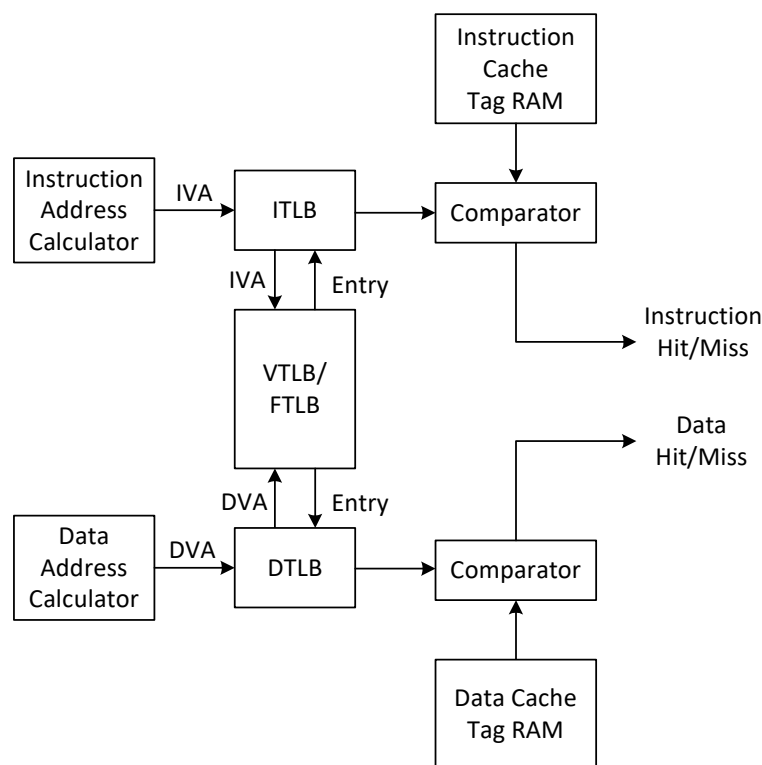 Instruction
Cache
Tag RAM
Instruction
Address
Calculator
IVA
ITLB
Comparator
IVA
Entry
Instruction
Hit/Miss
VTLB/
FTLB
Data
Hit/Miss
DVA
Entry
Data
Address
Calculator
DVA
DTLB
Comparator
Data Cache
Tag RAM